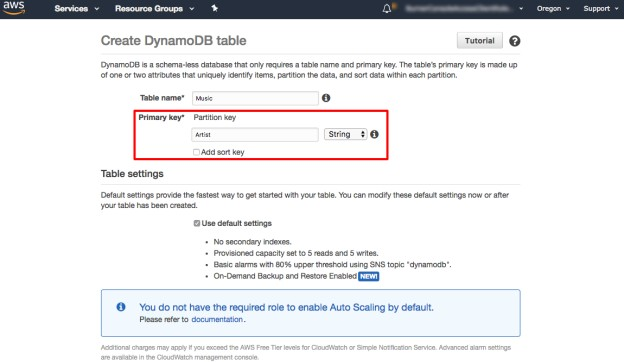 aws
Services
Resource Groups
Oregon
Support
Create DynamoDB table
Tutorial
?
DynamoDB is a schema-less database that only requires a table name and primary key. The table's primary key is made up
of one or two attributes that uniquely identify items, partition the data, and sort data within each partition.
Table name*
Music
Primary key*
Partition key
Artist
String
Add sort key
Table settings
Default settings provide the fastest way to get started with your table. You can modify these default settings now or after
your table has been created.
Use default settings
• No secondary indexes.
• Provisioned capacity set to 5 reads and 5 writes.
• Basic alarms with 80% upper threshold using SNS topic "dynamodb".
• On-Demand Backup and Restore Enabled NEW!
You do not have the required role to enable Auto Scaling by default.
Please refer to documentation.
Additional charges may apply if you exceed the AWS Free Tier levels for CloudWatch or Simple Notification Service. Advanced alarm settings
are available in the CloudWatch management console.